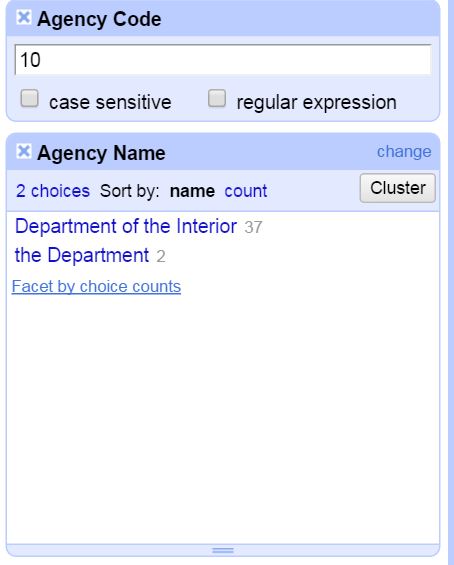 Agency Code
10
case sensitive regular expression
Agency Name change
2 choices Sort by: name count Cluster
Department of the Interior 37
the Department 2
Facet by choice counts